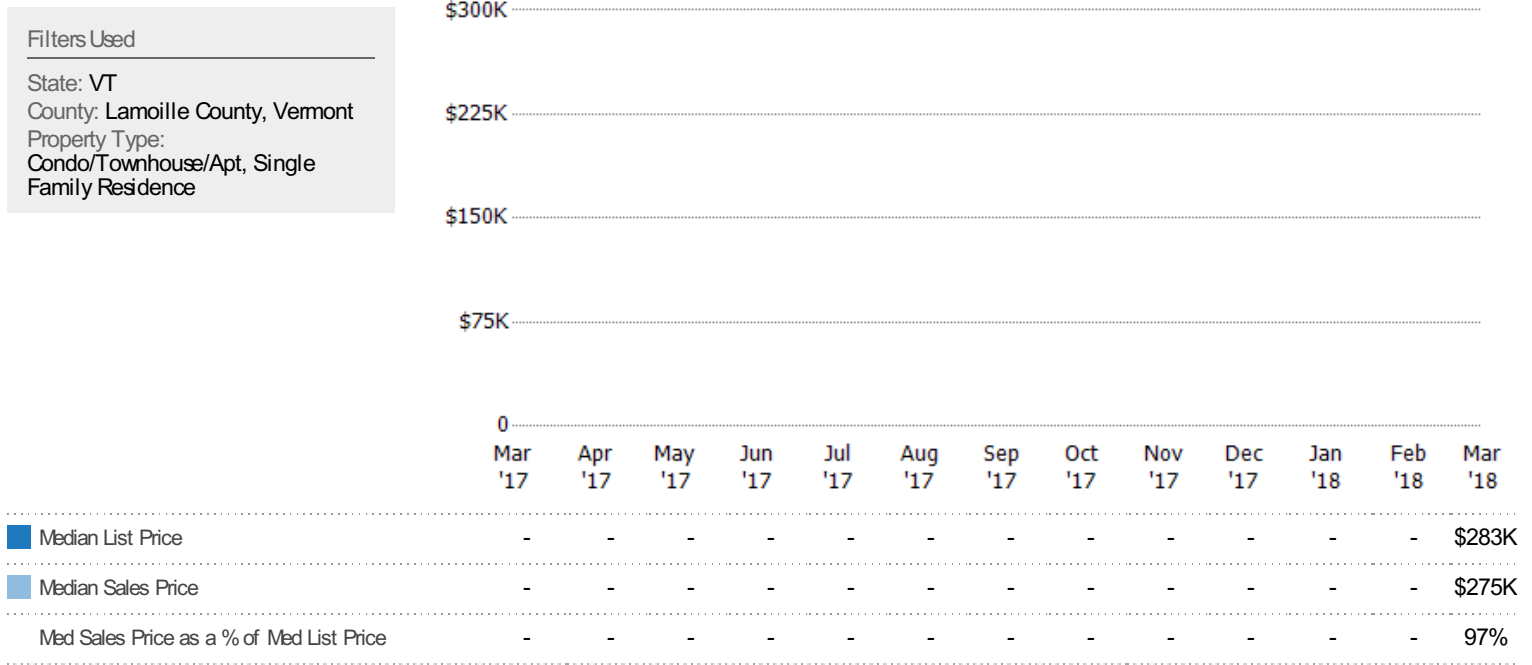 Filters Used
State: VT
County: Lamoille County, Vermont
Property Type:
Condo/Townhouse/Apt, Single
Family Residence
$300K
$225K
$150K
$75K
0
Mar Apr May Jun Jul Aug Sep Oct Nov Dec Jan Feb Mar
'17 '17 '17 '17 '17 '17 '17 '17 '17 '17 '18 '18 '18
Median List Price - - - - - - - - - - - - $283K
Median Sales Price - - - - - - - - - - - - $275K
Med Sales Price as a % of Med List Price - - - - - - - - - - - - 97%